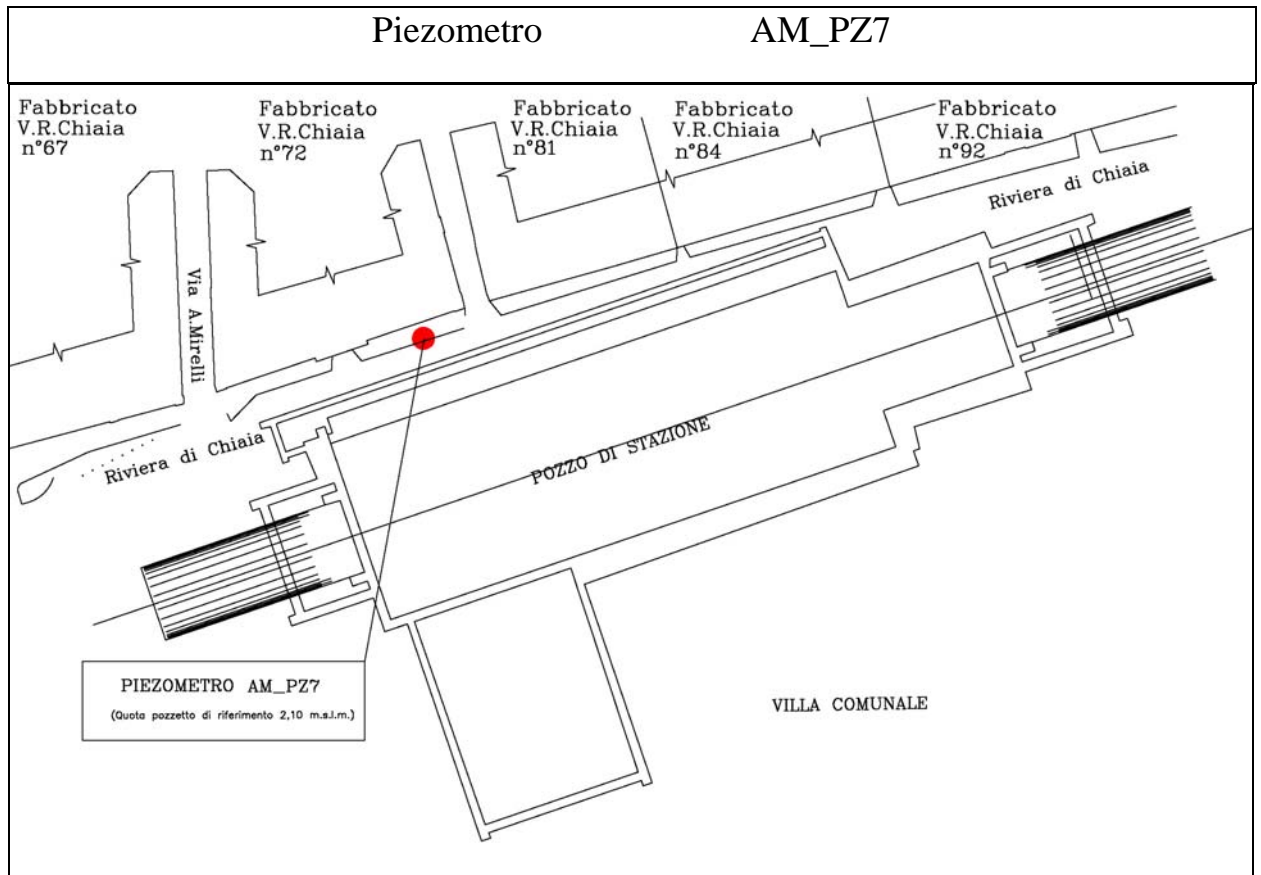 Piezometro AM_PZ7
Fabbricato
V.R.Chiaia
n°67
Fabbricato
V.R.Chiaia
n°72
Fabbricato
V.R.Chiaia
n°81
Fabbricato
V.R.Chiaia
n°84
Fabbricato
V.R.Chiaia
n°92
Riviera di Chiaia
Via A.Mirelli
Riviera di Chiaia
POZZO DI STAZIONE
PIEZOMETRO AM_PZ7
(Quota pozzetto di riferimento 2,10 m.s.l.m.)
VILLA COMUNALE